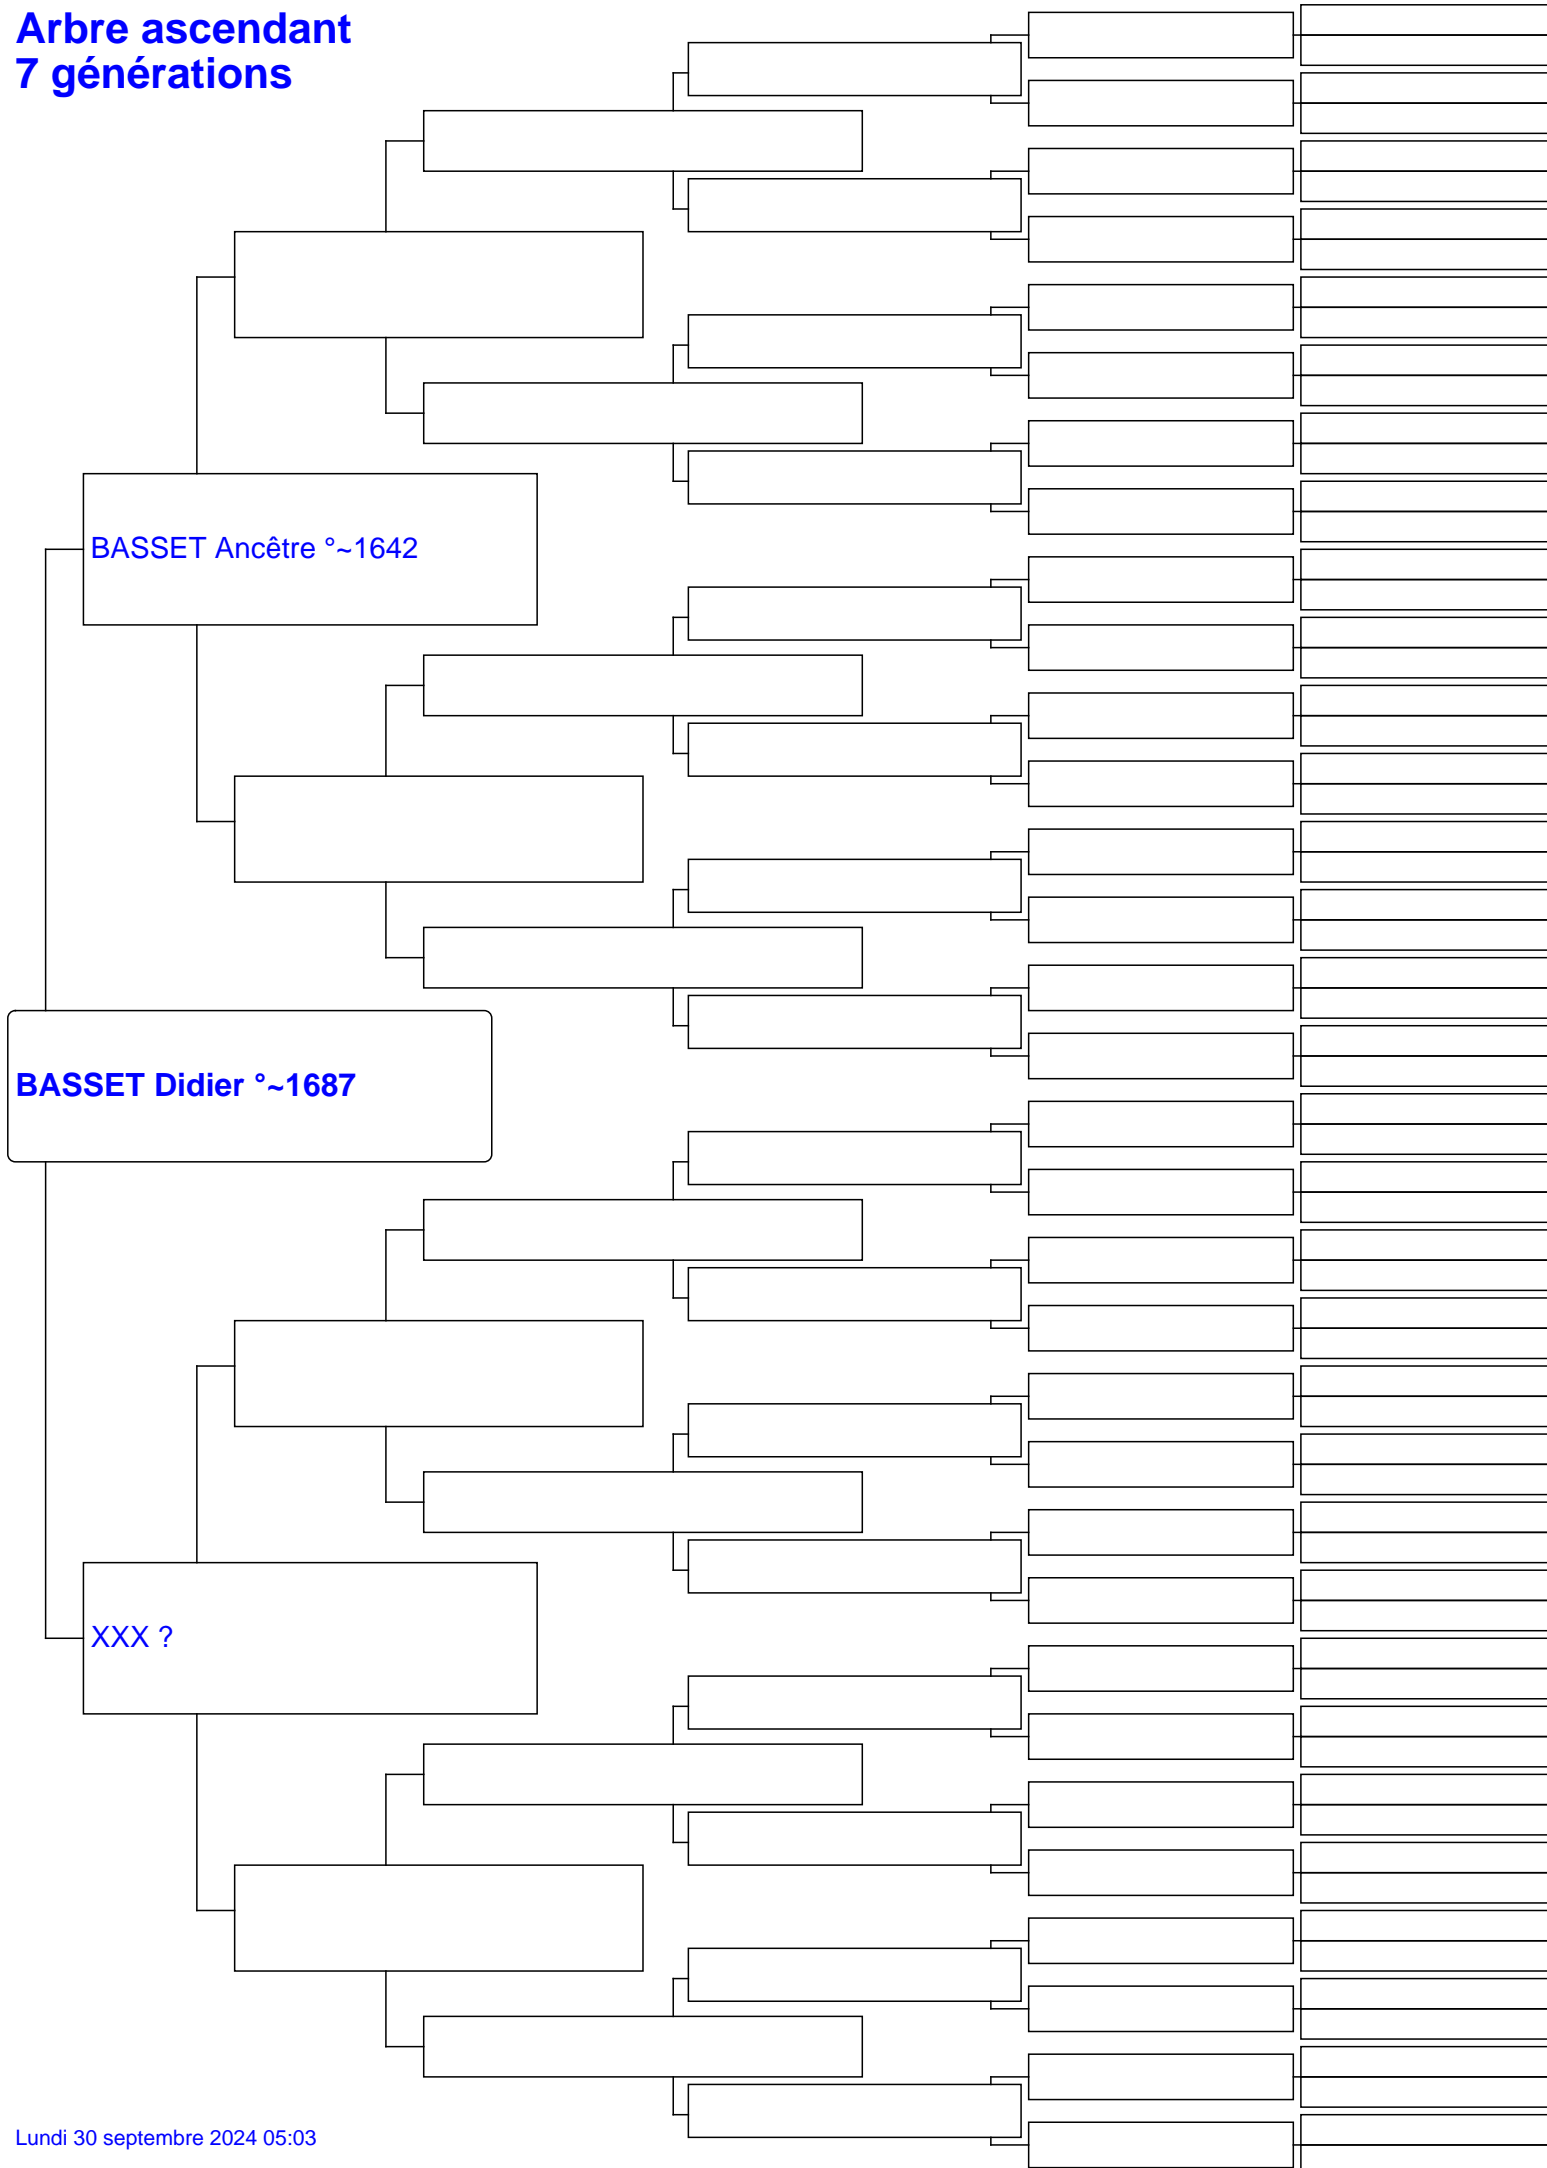 Arbre ascendant
7 générations
BASSET Ancêtre °~1642
BASSET Didier °~1687
XXX ?
Lundi 30 septembre 2024 05:03